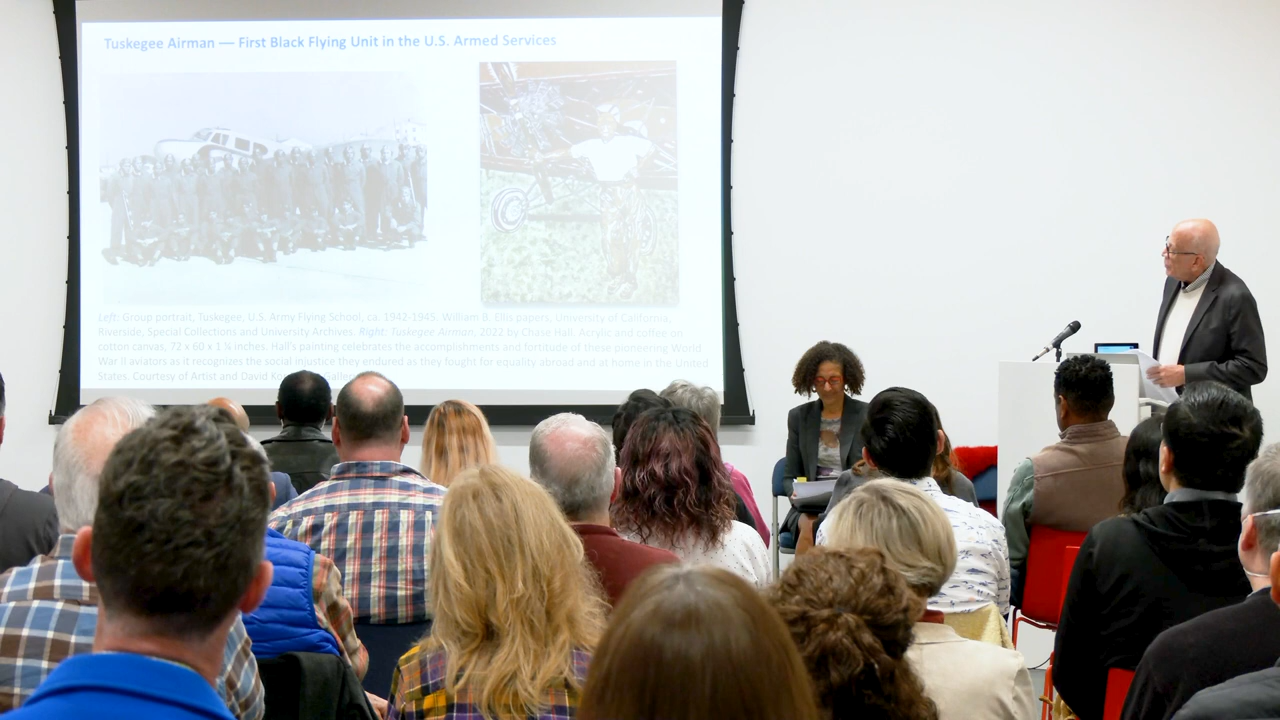 Tuskegee Airman — First Black Flying Unit in the U.S. Armed Services
Left: Group portrait, Tuskegee, U.S. Army Flying School, ca. 1942-1945. William B. Ellis papers, University of California,
Riverside, Special Collections and University Archives. Right: Tuskegee Airman, 2022 by Chase Hall. Acrylic and coffee on
cotton canvas, 72 x 60 x 1 ½ inches. Hall's painting celebrates the accomplishments and fortitude of these pioneering World
War II aviators as it recognizes the social injustice they endured as they fought for equality abroad and at home in the United
States. Courtesy of Artist and David